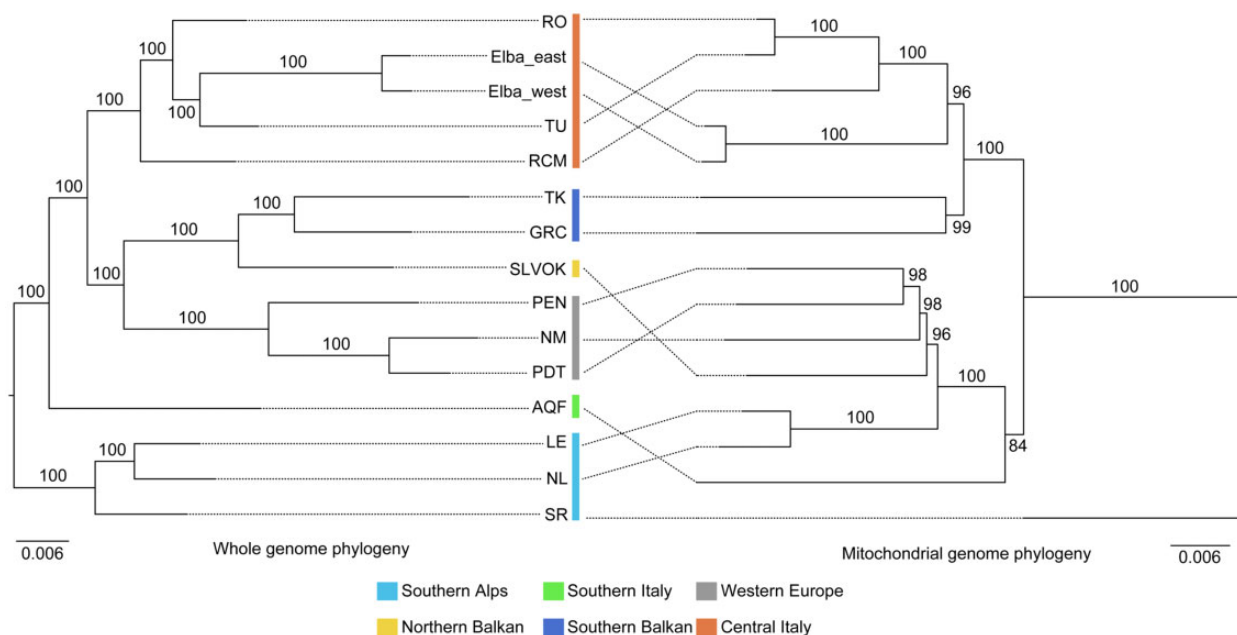 RO
100
100
Elba_east
100
100
100
96
Elba_west
100
100
100
TU
100
100
RCM
100
TK
100
100
GRC
99
100
SLVOK
100
PEN
98
100
98
100
NM
96
100
PDT
100
AQF
100
LE
84
100
100
NL
SR
0.006
Whole genome phylogeny
Mitochondrial genome phylogeny
0.006
Southern Alps
Southern Italy
Western Europe
Northern Balkan
Southern Balkan
Central Italy